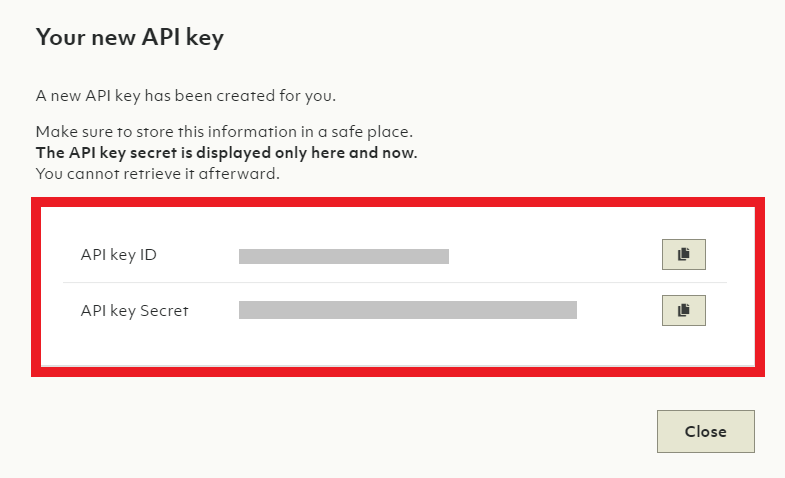 Your new API key
A new API key has been created for you.
Make sure to store this information in a safe place.
The API key secret is displayed only here and now.
You cannot retrieve it afterward.
API key ID
API key Secret
Close